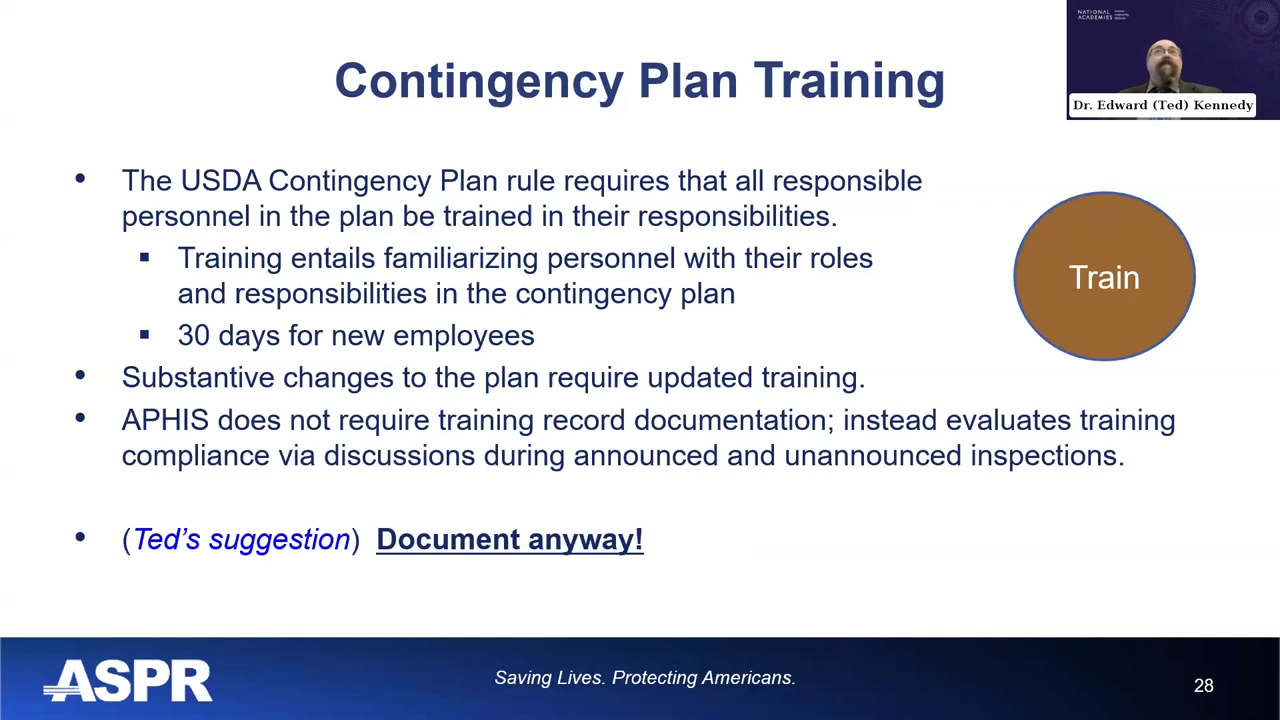 Contingency Plan Training
NATIONAL
ACADEMIES
Dr. Edward (Ted) Kennedy
• The USDA Contingency Plan rule requires that all responsible
personnel in the plan be trained in their responsibilities.
▪ Training entails familiarizing personnel with their roles
and responsibilities in the contingency plan
▪ 30 days for new employees
Train
• Substantive changes to the plan require updated training.
• APHIS does not require training record documentation; instead evaluates training
compliance via discussions during announced and unannounced inspections.
• (Ted’s suggestion) Document anyway!
ASPR
Saving Lives. Protecting Americans.
28